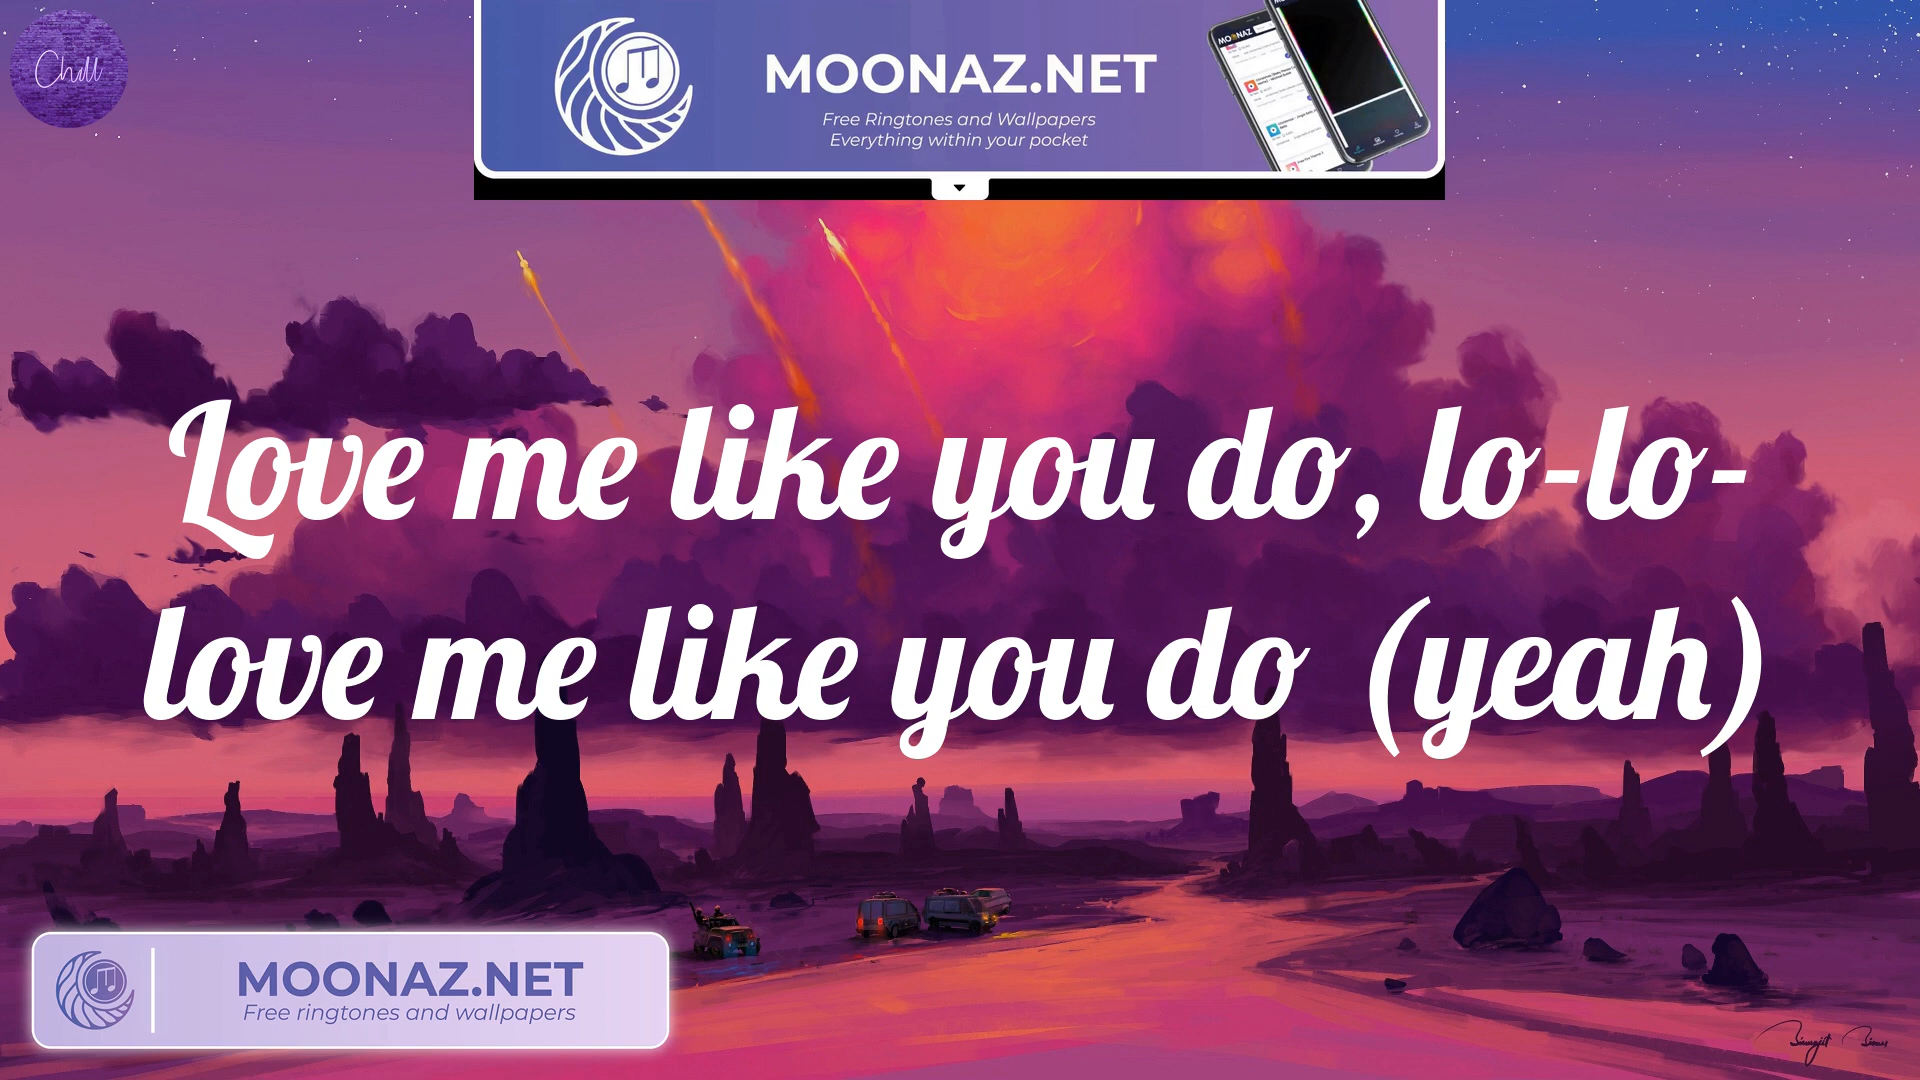 Chill
MOONAZ.NET
Free Ringtones and Wallpapers
Everything within your pocket
MOONAZ
Love me like you do, lo-lo-
love me like you do (yeah)
MOONAZ.NET
Free ringtones and wallpapers